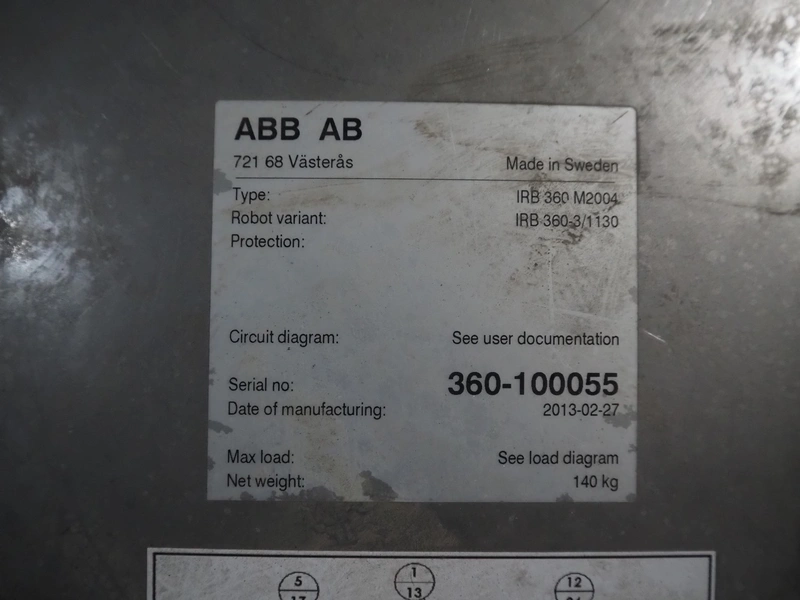 ABB AB
721 68 Västerås Made in Sweden
Type: IRB 360 M2004
Robot variant: IRB 360-3/1130
Protection:
Circuit diagram: See user documentation
Serial no: 360-100055
Date of manufacturing: 2013-02-27
Max load: See load diagram
Net weight: 140 kg
5 1 12
13